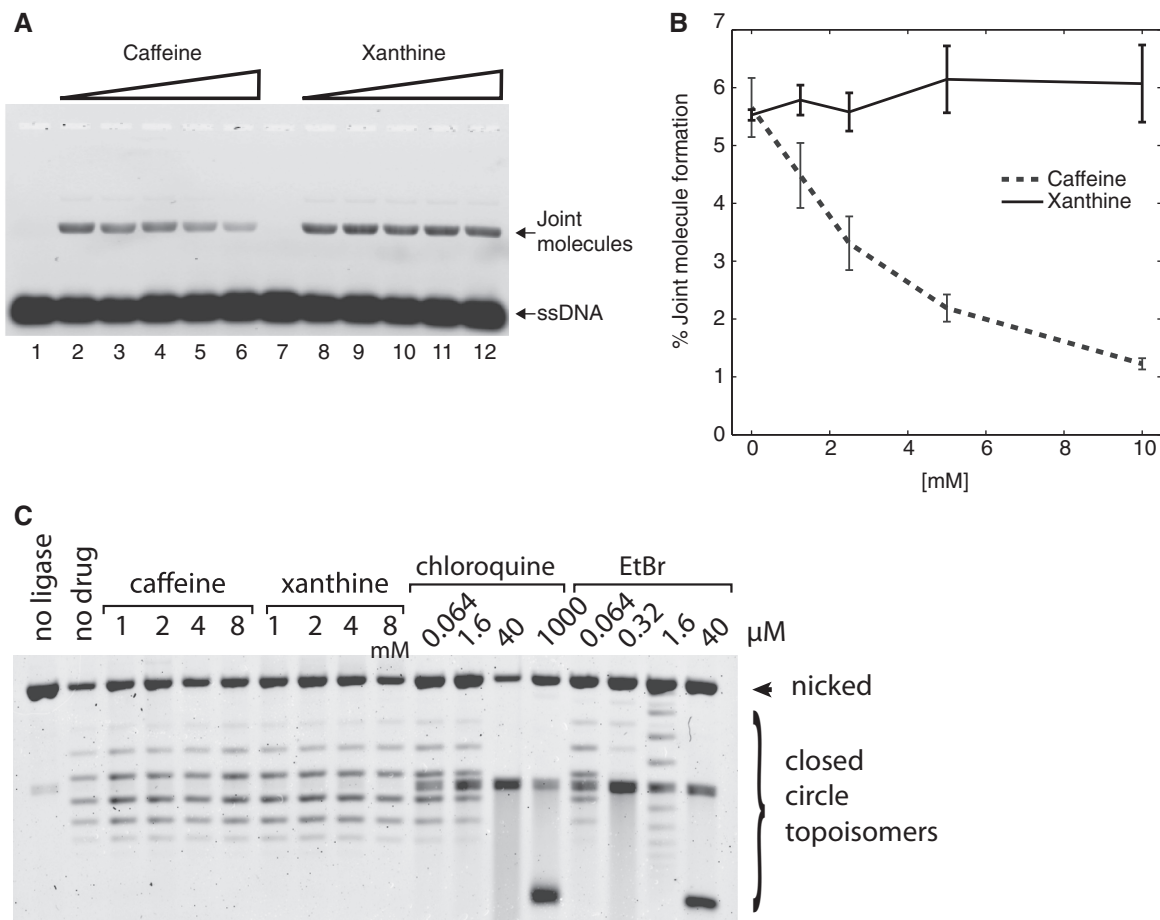 A
Caffeine
Xanthine
Joint
molecules
ssDNA
1 2 3 4 5 6 7 8 9 10 11 12
B
7
6
5
4
3
2
1
0
% Joint molecule formation
Caffeine
Xanthine
0 2 4 6 8 10
[mM]
C
no ligase
no drug
caffeine
xanthine
chloroquine
EtBr
1 2 4 8 1 2 4 8 0.064 1.6 40 1000 0.064 0.32 1.6 40 µM
mM
nicked
closed
circle
topoisomers